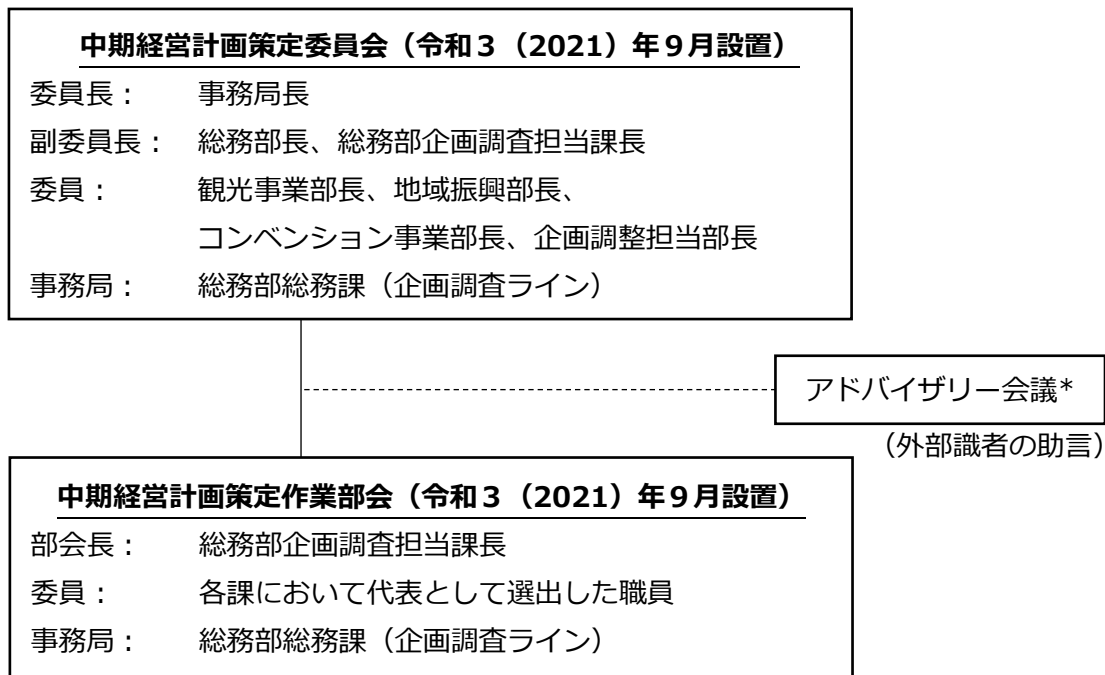 中期経営計画策定委員会（令和３（2021）年９月設置）
委員長： 事務局長
副委員長： 総務部長、総務部企画調査担当課長
委員： 観光事業部長、地域振興部長、
コンベンション事業部長、企画調整担当部長
事務局： 総務部総務課（企画調査ライン）
アドバイザリー会議*
（外部識者の助言）
中期経営計画策定作業部会（令和３（2021）年９月設置）
部会長： 総務部企画調査担当課長
委員： 各課において代表として選出した職員
事務局： 総務部総務課（企画調査ライン）